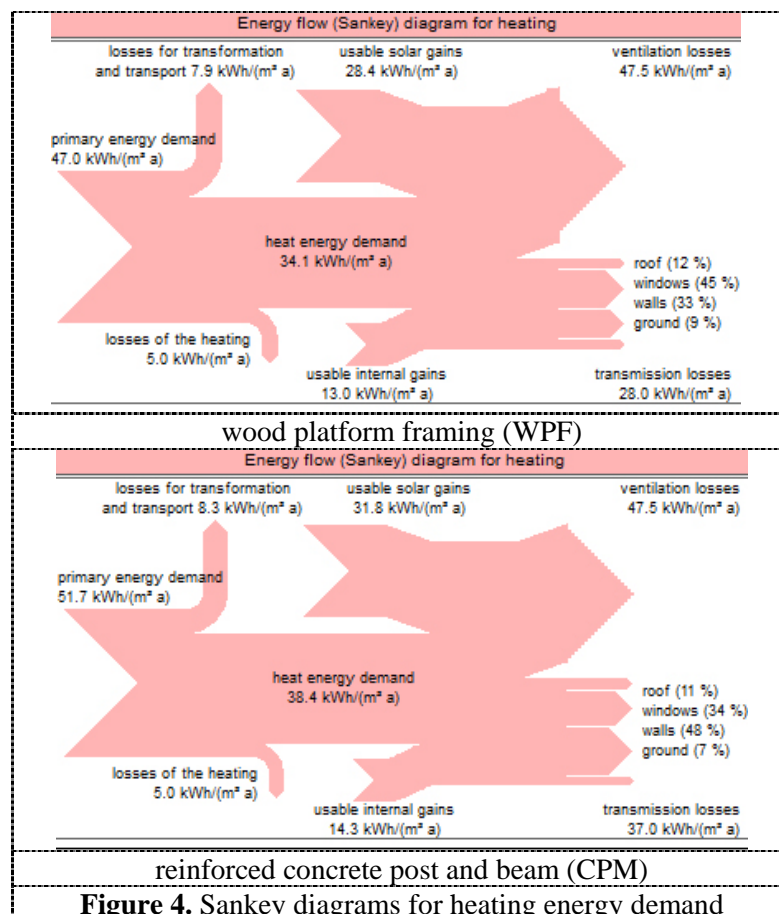 Energy flow (Sankey) diagram for heating
losses for transformation
and transport 7.9 kWh/(m² a)
usable solar gains
28.4 kWh/(m² a)
ventilation losses
47.5 kWh/(m² a)
primary energy demand
47.0 kWh/(m² a)
heat energy demand
34.1 kWh/(m² a)
roof (12 %)
windows (45 %)
walls (33 %)
ground (9 %)
losses of the heating
5.0 kWh/(m² a)
usable internal gains
13.0 kWh/(m² a)
transmission losses
28.0 kWh/(m² a)
wood platform framing (WPF)
Energy flow (Sankey) diagram for heating
losses for transformation
and transport 8.3 kWh/(m² a)
usable solar gains
31.8 kWh/(m² a)
ventilation losses
47.5 kWh/(m² a)
primary energy demand
51.7 kWh/(m² a)
heat energy demand
38.4 kWh/(m² a)
roof (11 %)
windows (34 %)
walls (48 %)
ground (7 %)
losses of the heating
5.0 kWh/(m² a)
usable internal gains
14.3 kWh/(m² a)
transmission losses
37.0 kWh/(m² a)
reinforced concrete post and beam (CPM)
Figure 4. Sankey diagrams for heating energy demand